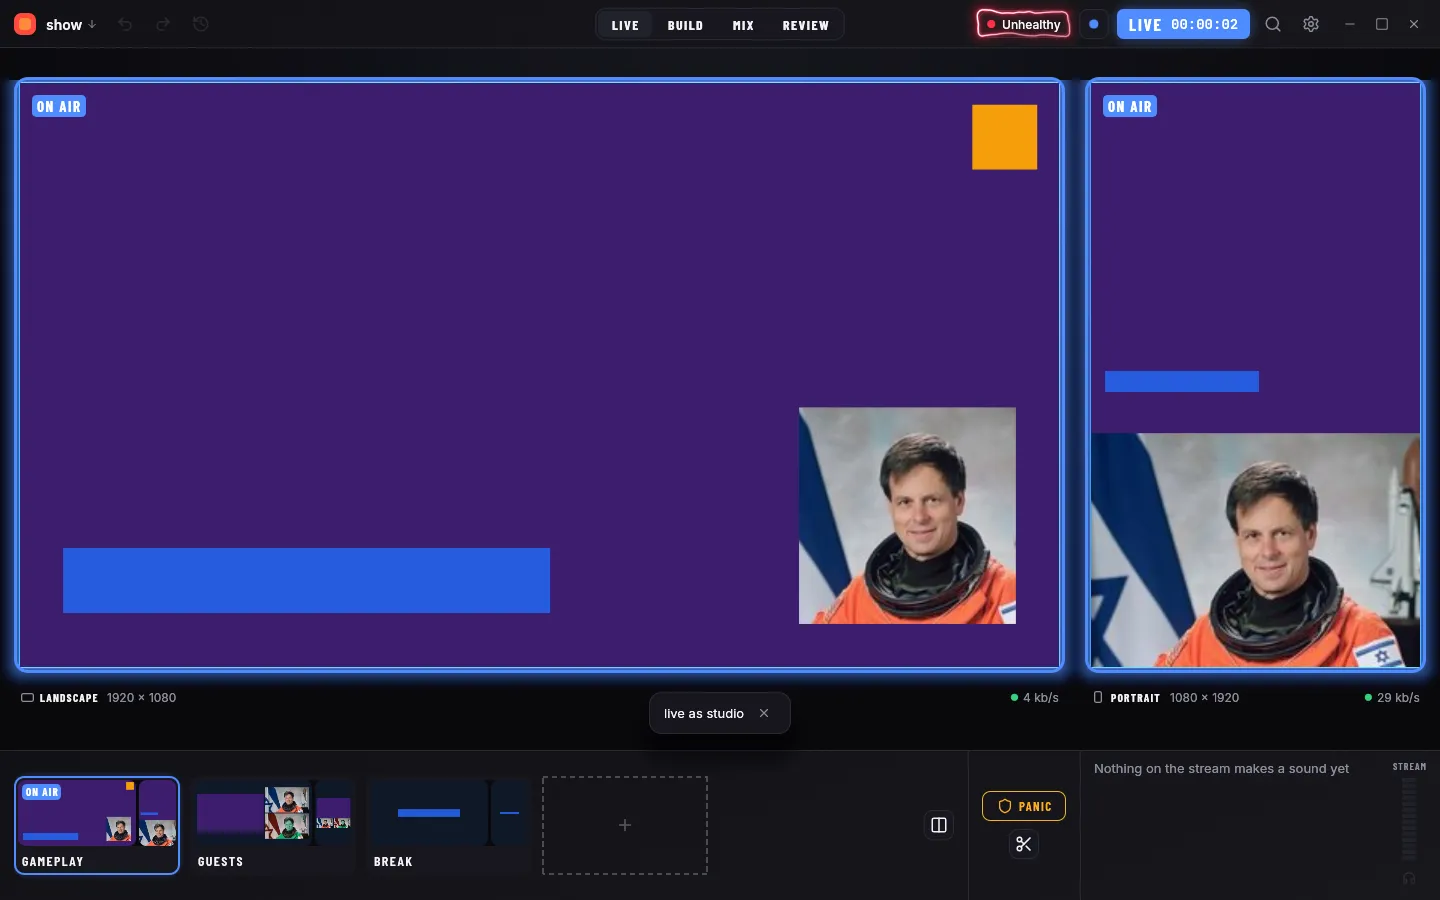 show
LIVE BUILD MIX REVIEW
Unhealthy
LIVE 00:00:02
ON AIR
ON AIR
LANDSCAPE 1920 × 1080
4 kb/s
PORTRAIT 1080 × 1920
29 kb/s
live as studio
ON AIR
GAMEPLAY
GUESTS
BREAK
PANIC
Nothing on the stream makes a sound yet
STREAM